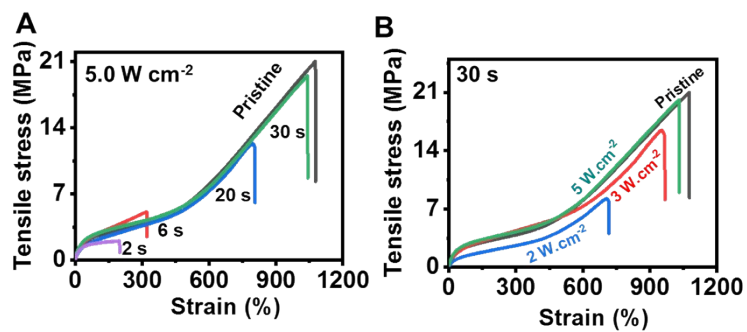 A
5.0 W cm-2
Tensile stress (MPa)
21
14
7
0
Pristine
30 s
20 s
6 s
2 s
0 300 600 900 1200
Strain (%)
B
30 s
Tensile stress (MPa)
21
14
7
0
Pristine
5 W.cm-2
3 W.cm-2
2 W.cm-2
0 300 600 900 1200
Strain (%)